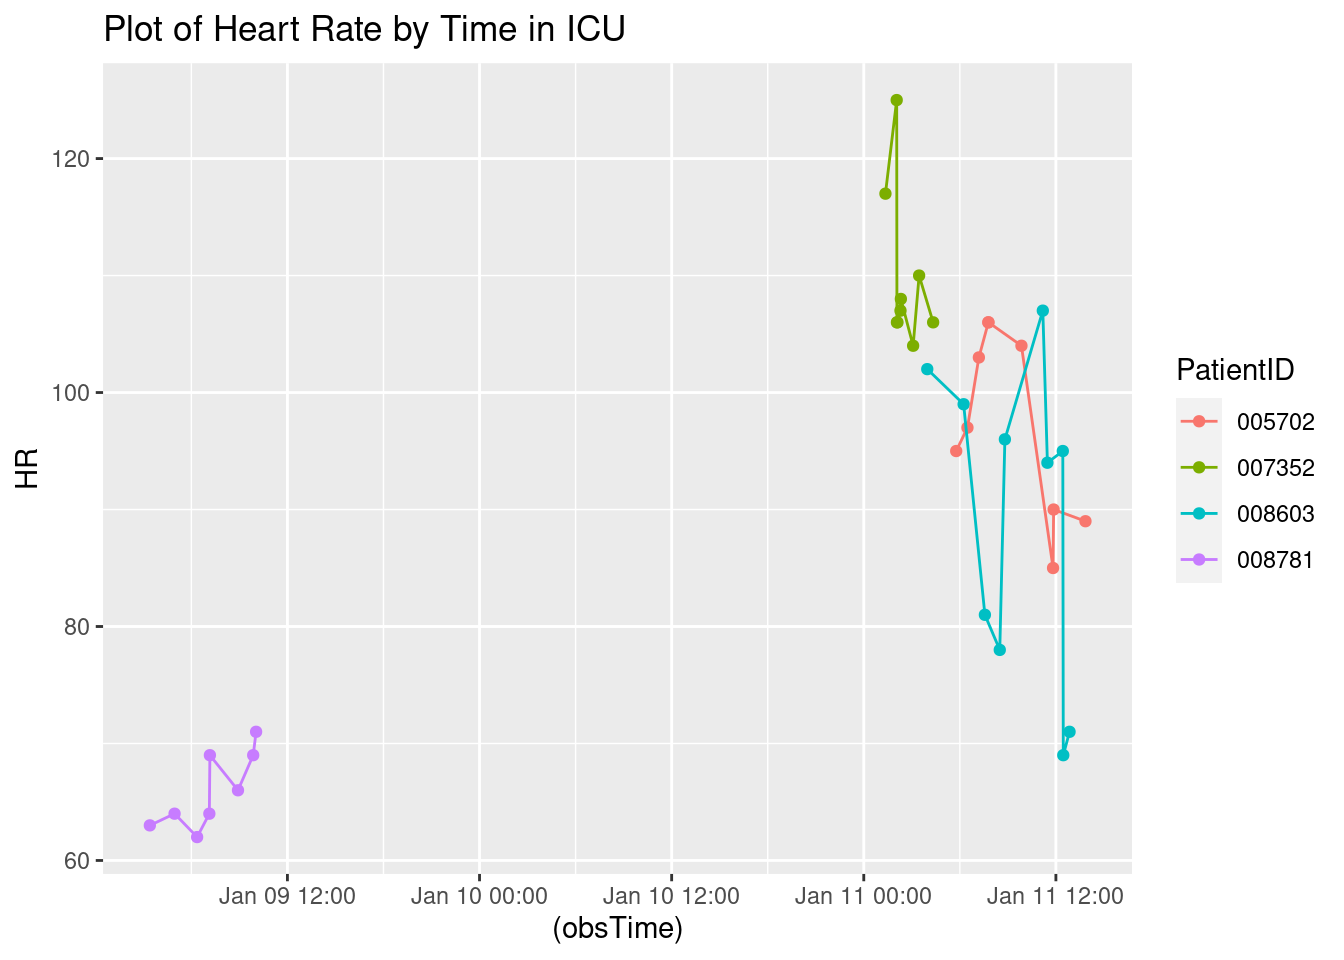 Plot of Heart Rate by Time in ICU
120
100
80
60
HR
Jan 09 12:00 Jan 10 00:00 Jan 10 12:00 Jan 11 00:00 Jan 11 12:00
(obsTime)
PatientID
005702
007352
008603
008781